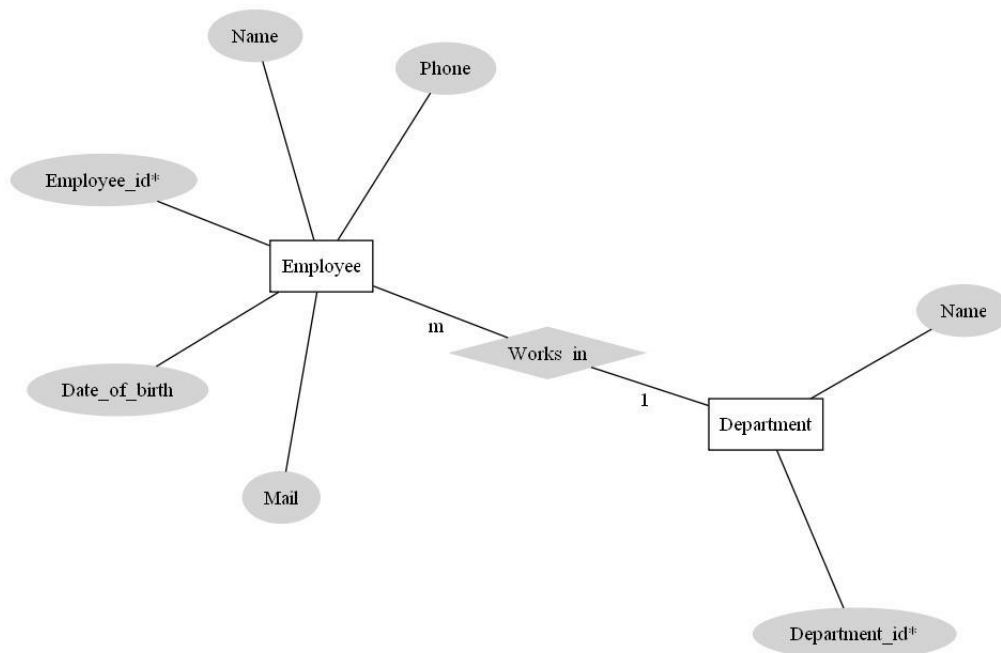 Name
Phone
Employee_id*
Employee
Name
m
Works in
Date_of_birth
1
Department
Mail
Department_id*